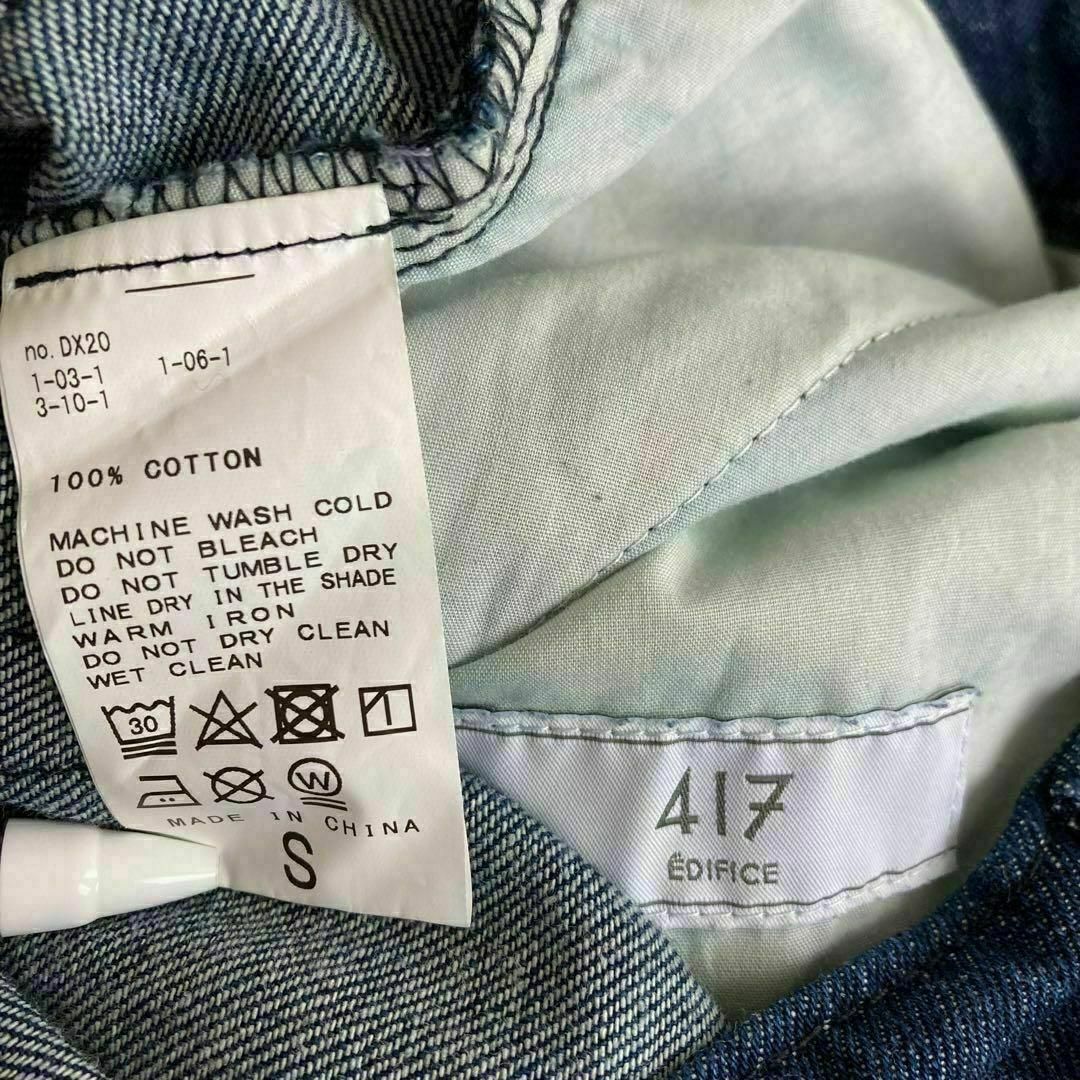 no. DX20
1-03-1 1-06-1
3-10-1
100% COTTON
MACHINE WASH COLD
DO NOT BLEACH
DO NOT TUMBLE DRY
LINE DRY IN THE SHADE
WARM IRON
DO NOT DRY CLEAN
WET CLEAN
30
W
MADE IN CHINA
S
417
ÉDIFICE